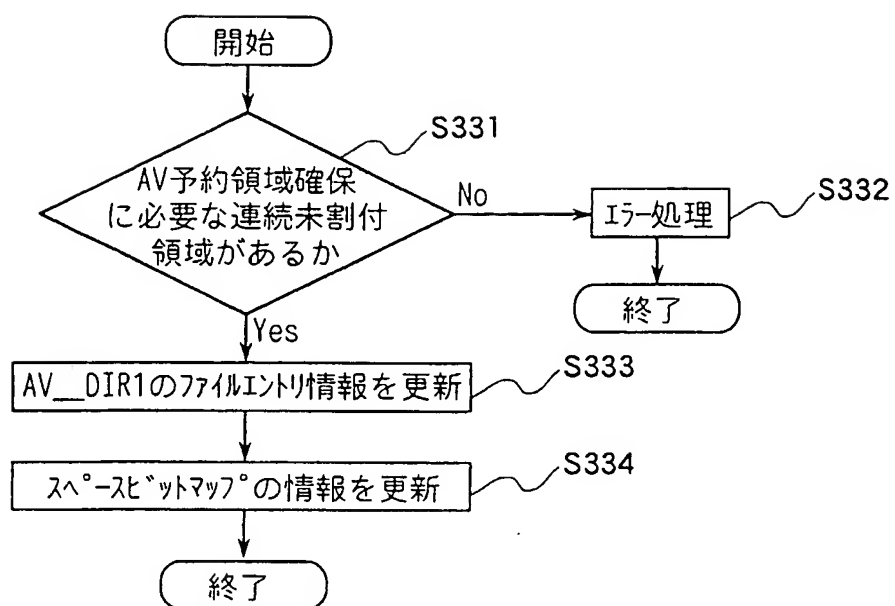 開始
S331
AV予約領域確保
に必要な連続未割付
領域があるか
No
S332
ｴﾗｰ処理
終了
Yes
AV__DIR1のﾌｧｲﾙｴﾝﾄﾘ情報を更新
S333
ｽﾍﾟｰｽﾋﾞｯﾄﾏｯﾌﾟの情報を更新
S334
終了